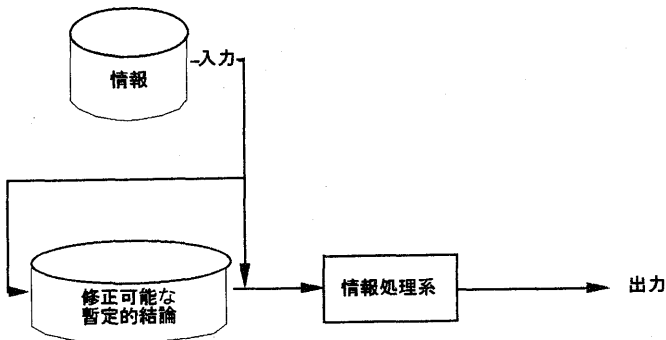 情報
入力
修正可能な
暫定的結論
情報処理系
出力